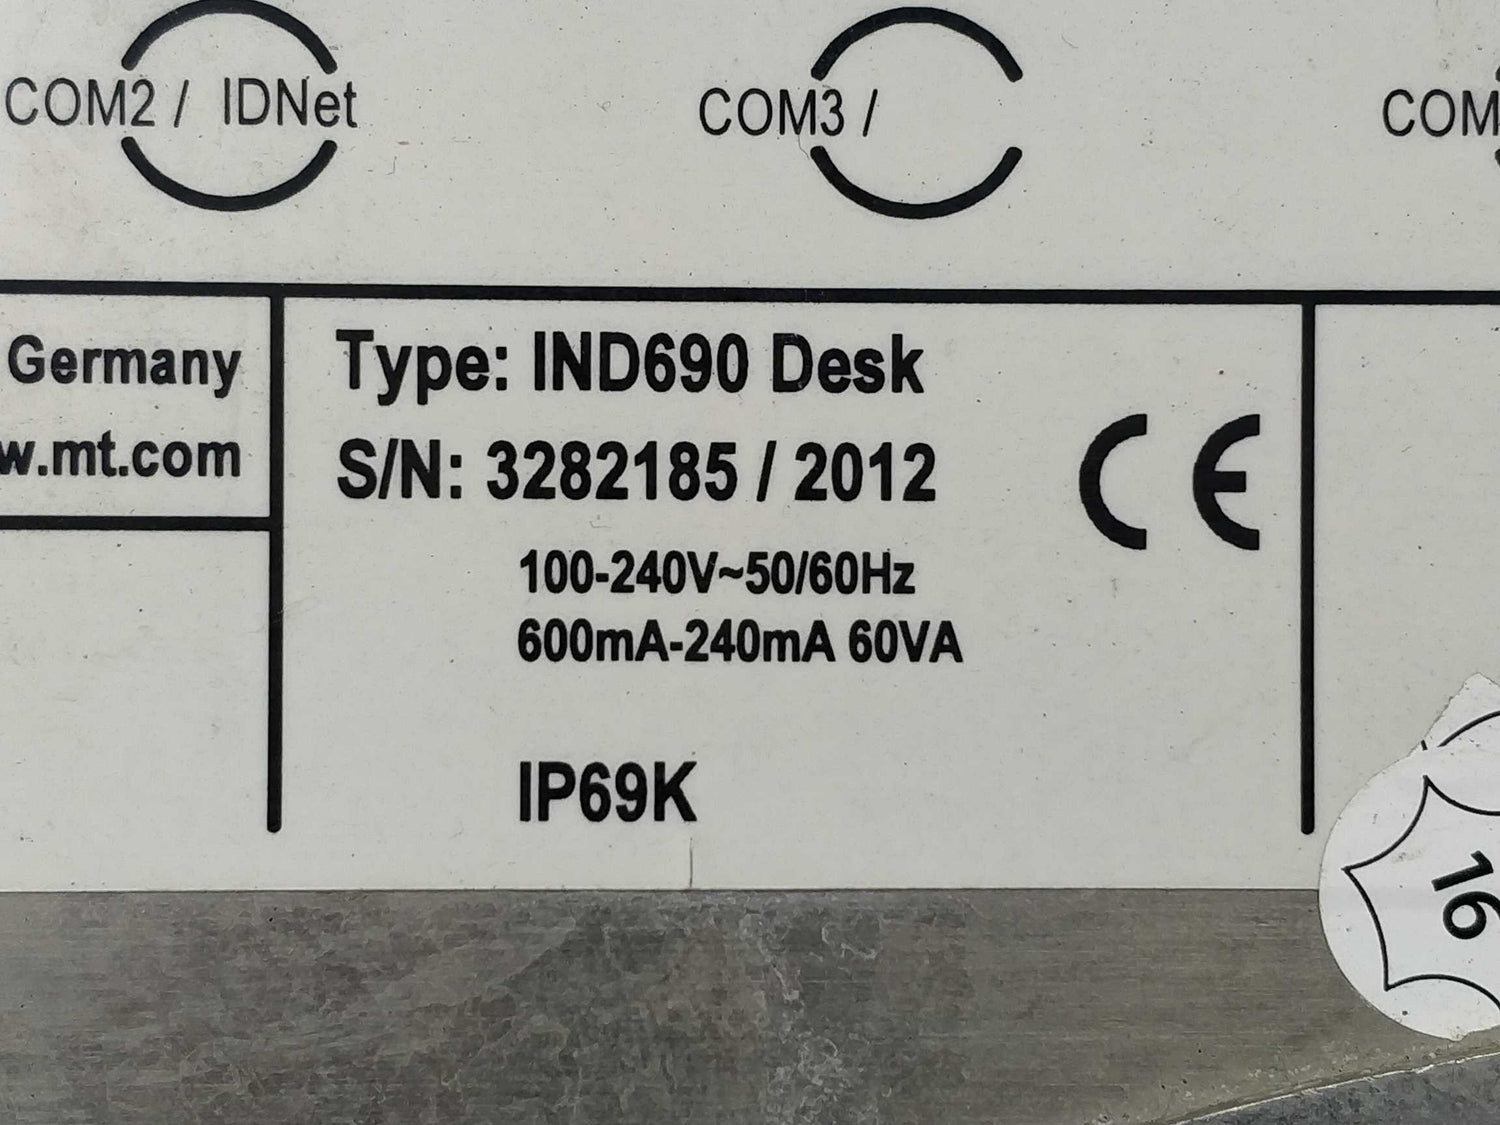 COM2 / IDNet
COM3 /
COM
Germany
w.mt.com
Type: IND690 Desk
S/N: 3282185 / 2012
CE
100-240V~50/60Hz
600mA-240mA 60VA
IP69K
16